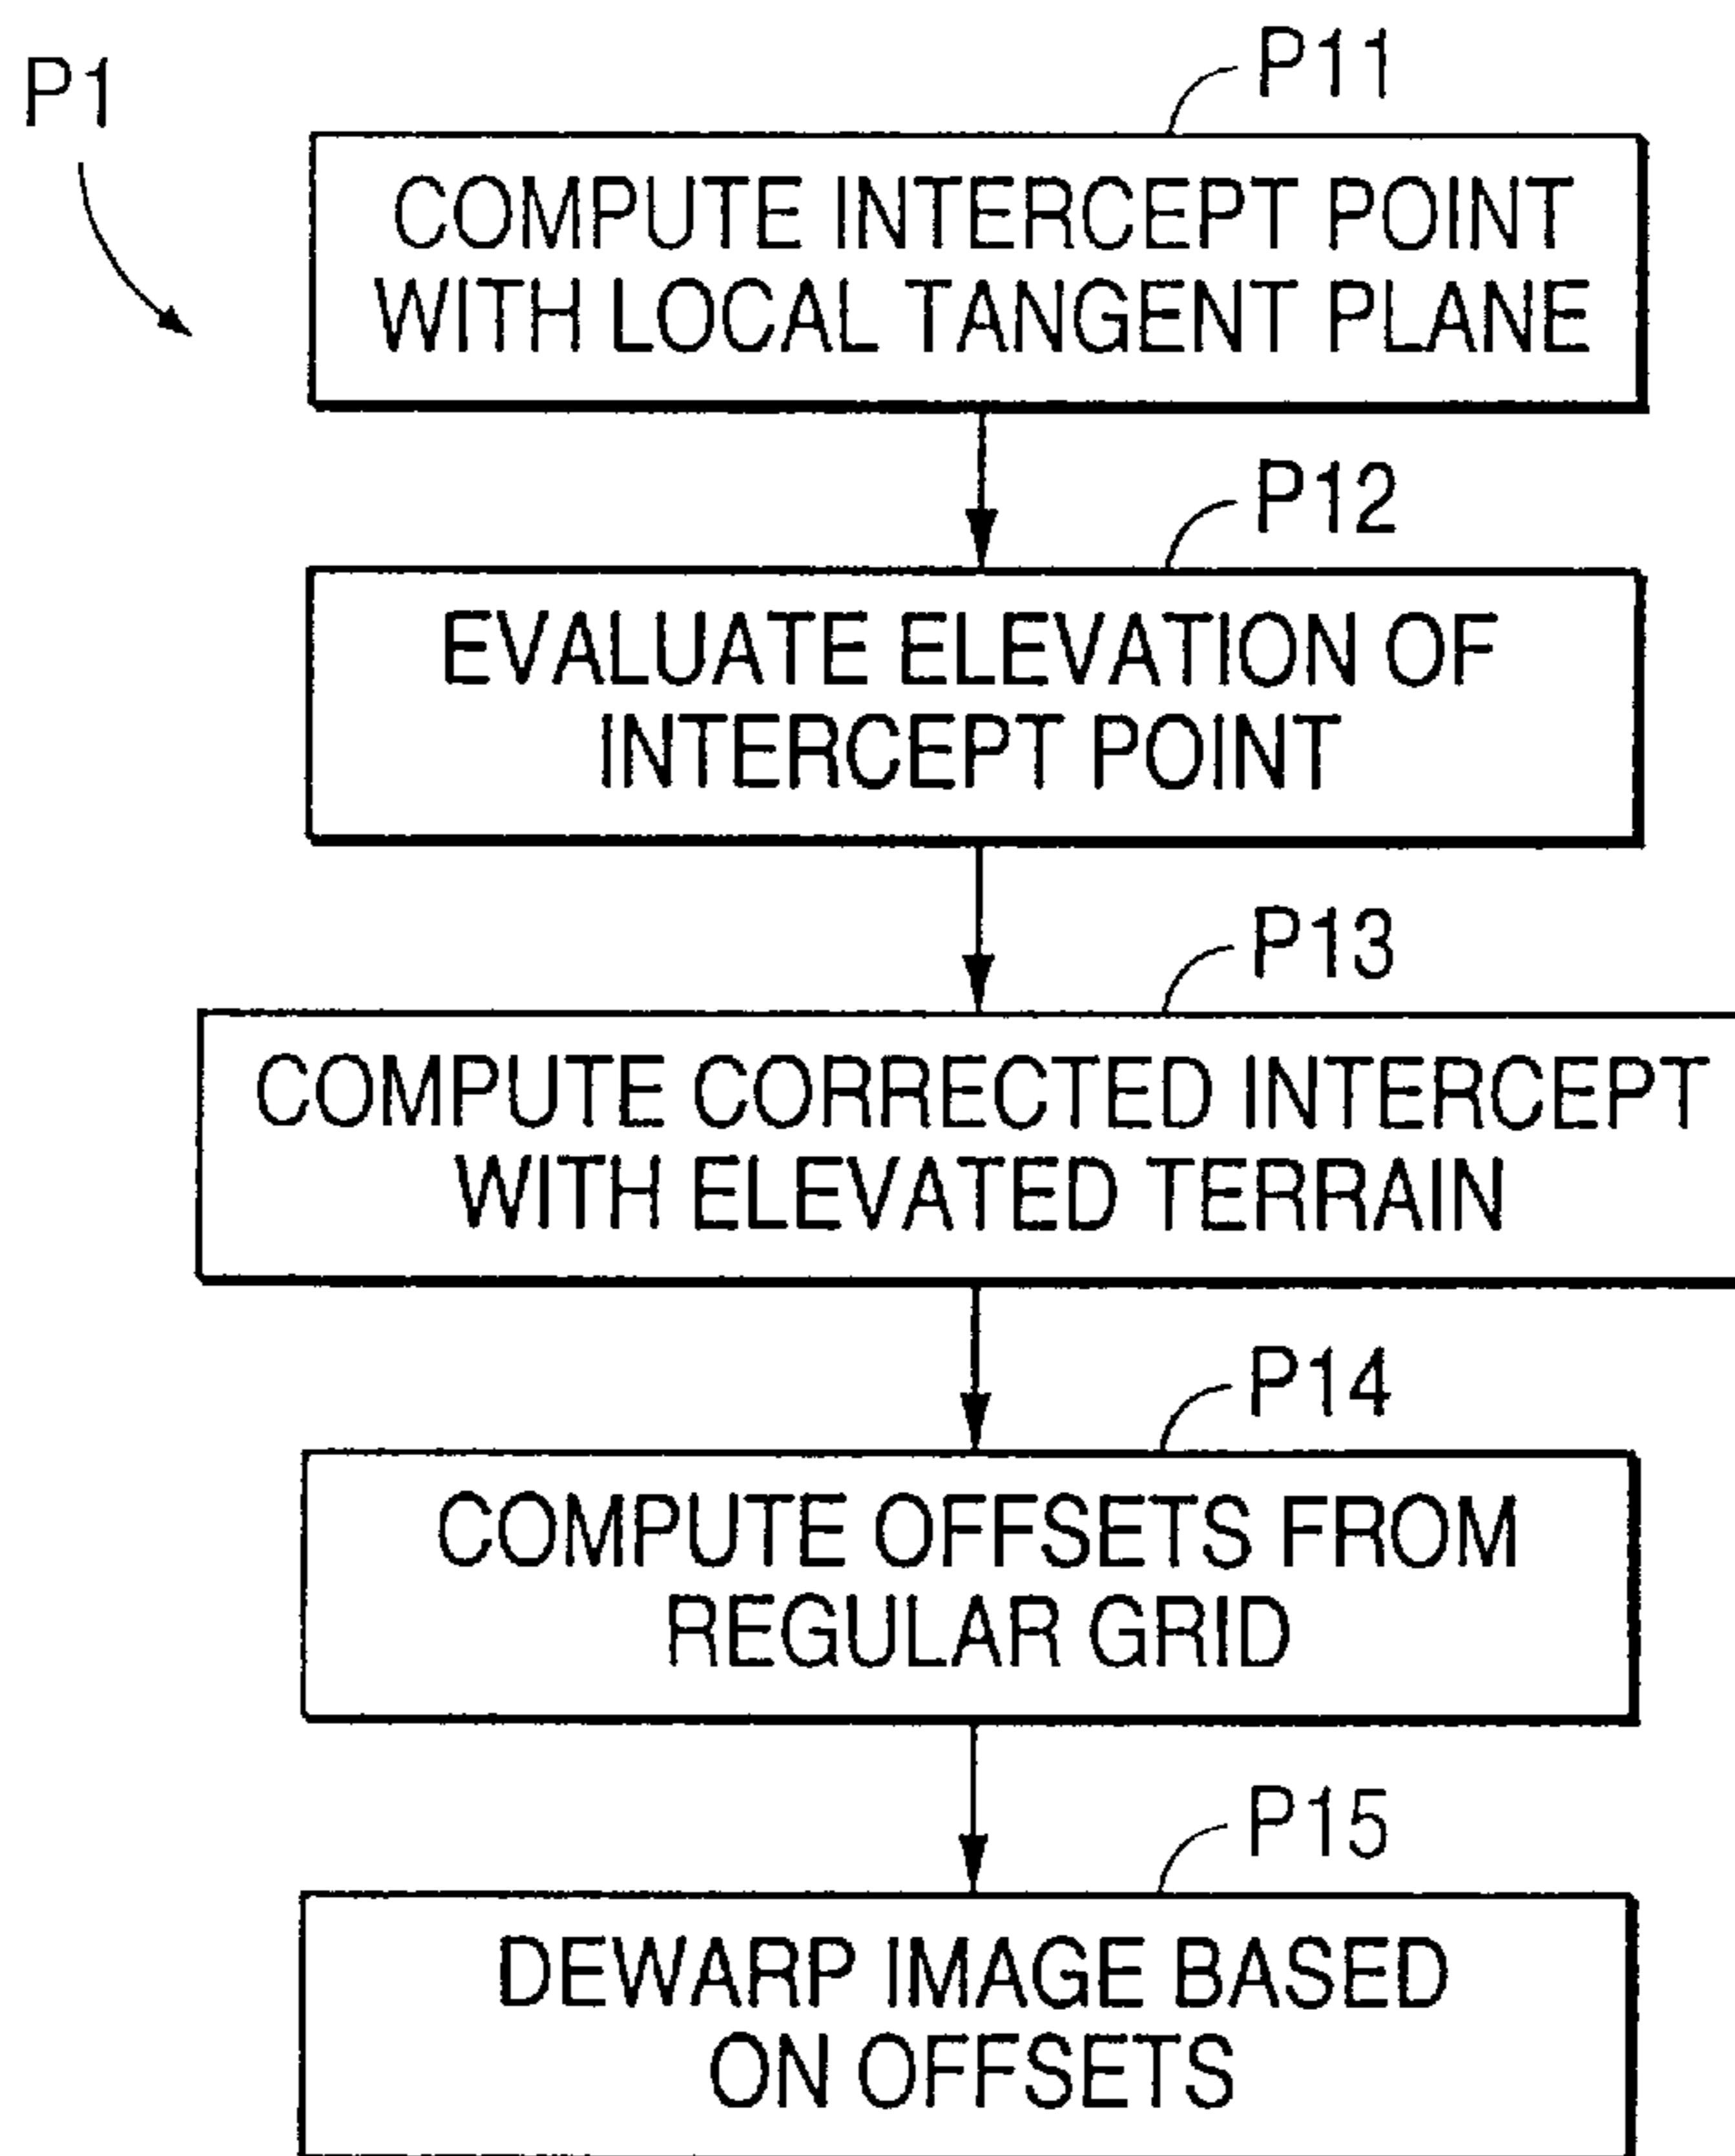 P1
P11
COMPUTE INTERCEPT POINT
WITH LOCAL TANGENT PLANE
P12
EVALUATE ELEVATION OF
INTERCEPT POINT
P13
COMPUTE CORRECTED INTERCEPT
WITH ELEVATED TERRAIN
P14
COMPUTE OFFSETS FROM
REGULAR GRID
P15
DEWARP IMAGE BASED
ON OFFSETS